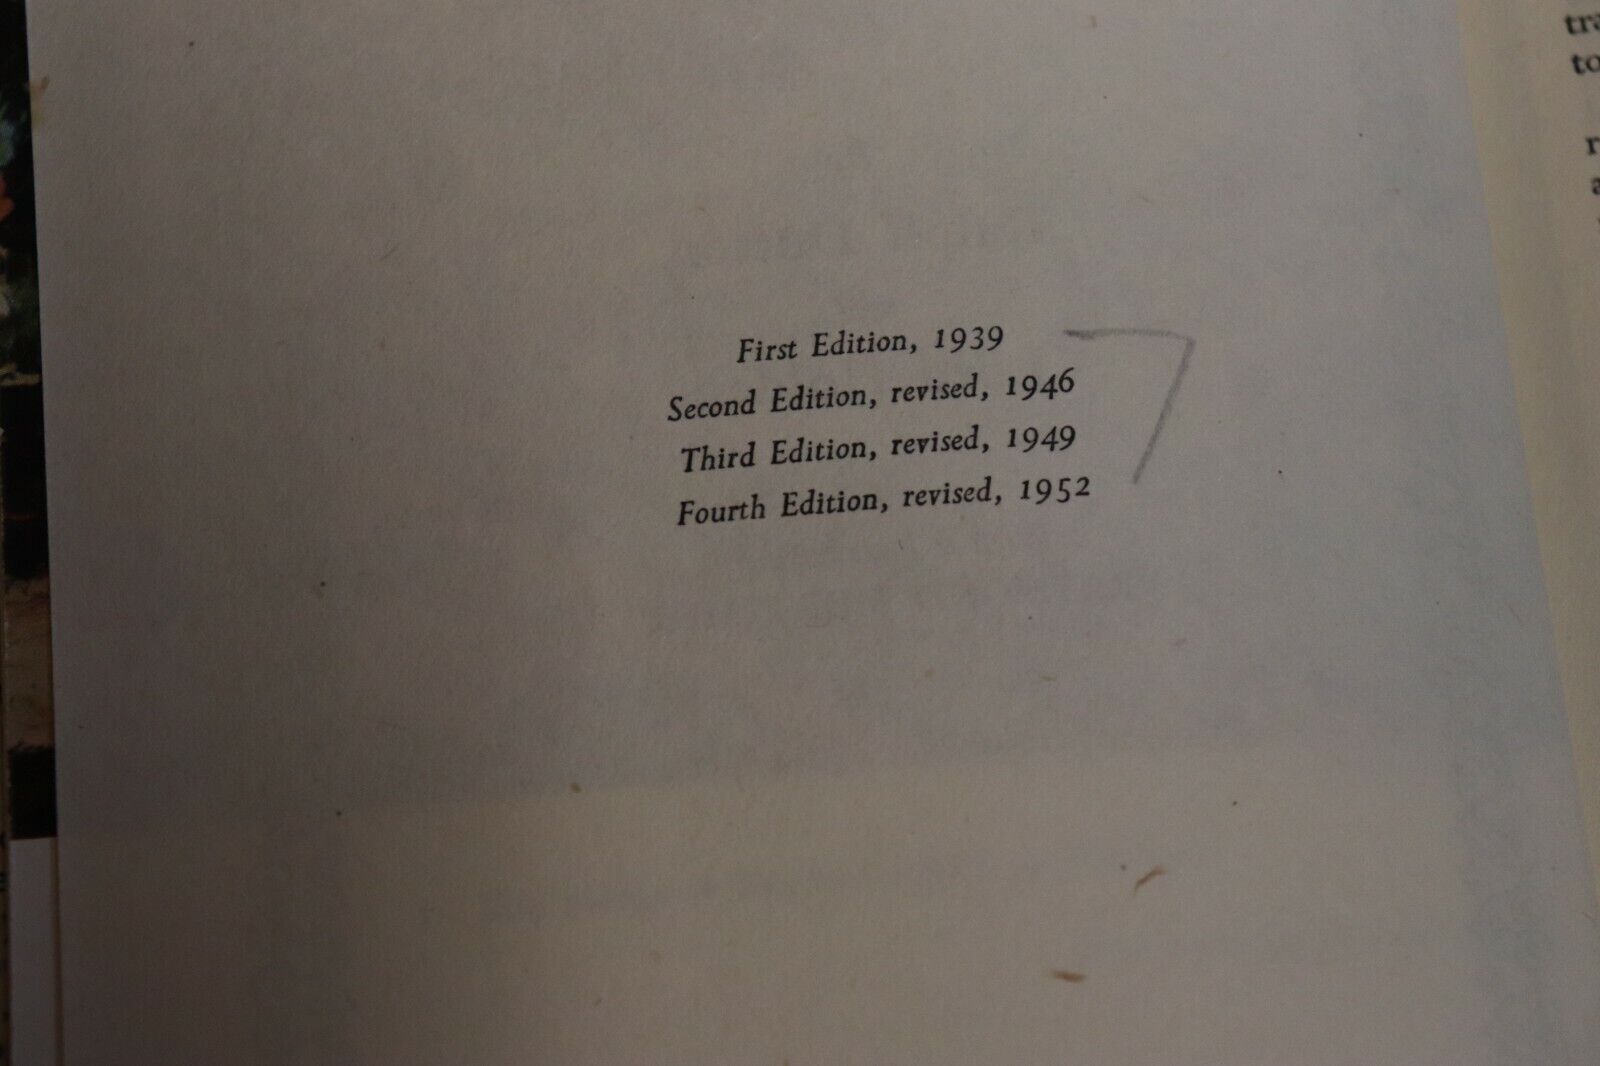 First Edition, 1939
Second Edition, revised, 1946
Third Edition, revised, 1949
Fourth Edition, revised, 1952